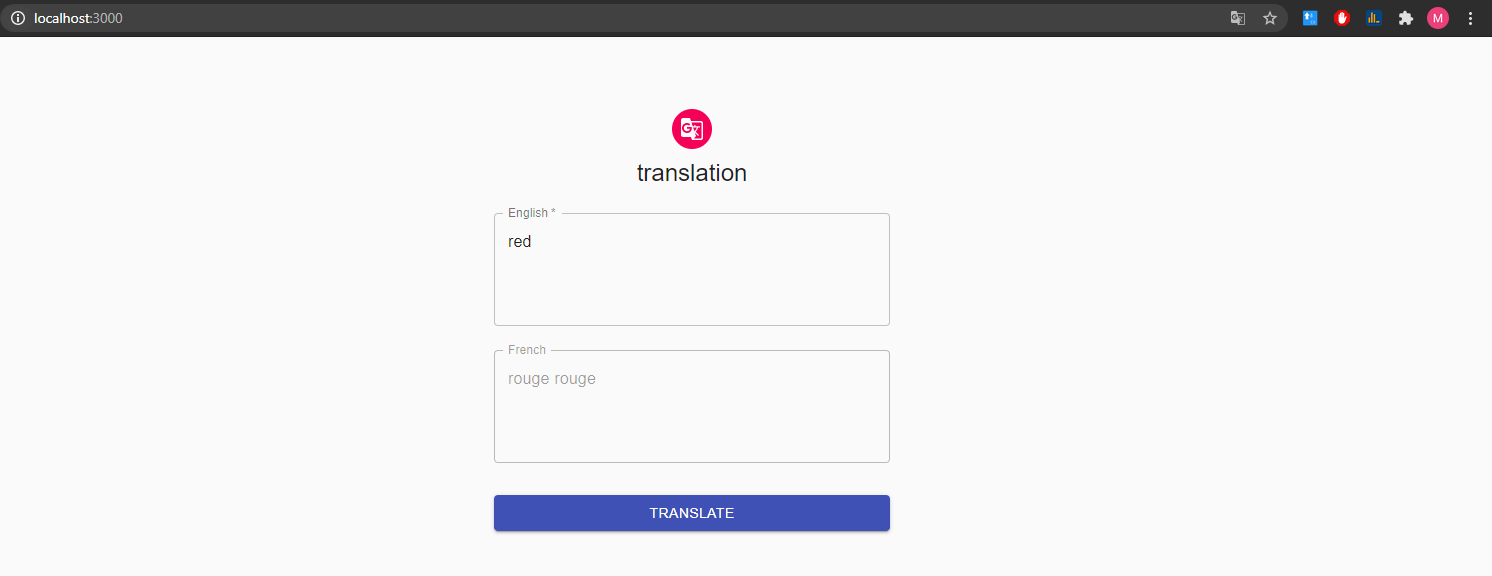 localhost:3000
M
translation
English *
red
French
rouge rouge
TRANSLATE